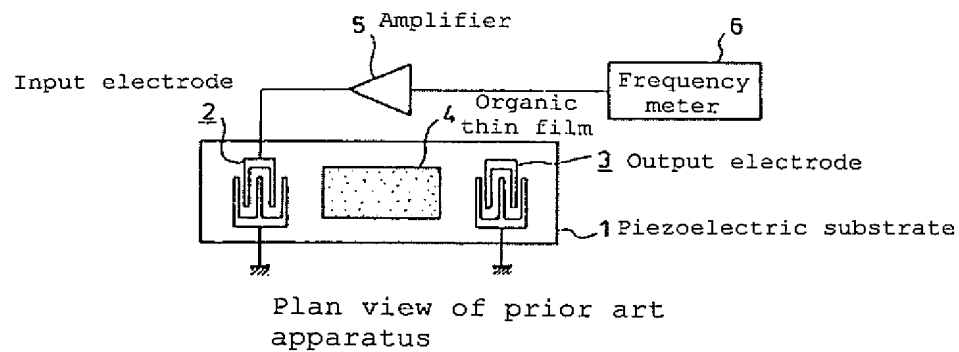 5 Amplifier
6
Input electrode
Frequency
meter
Organic
thin film
2
4
3 Output electrode
1 Piezoelectric substrate
Plan view of prior art
apparatus